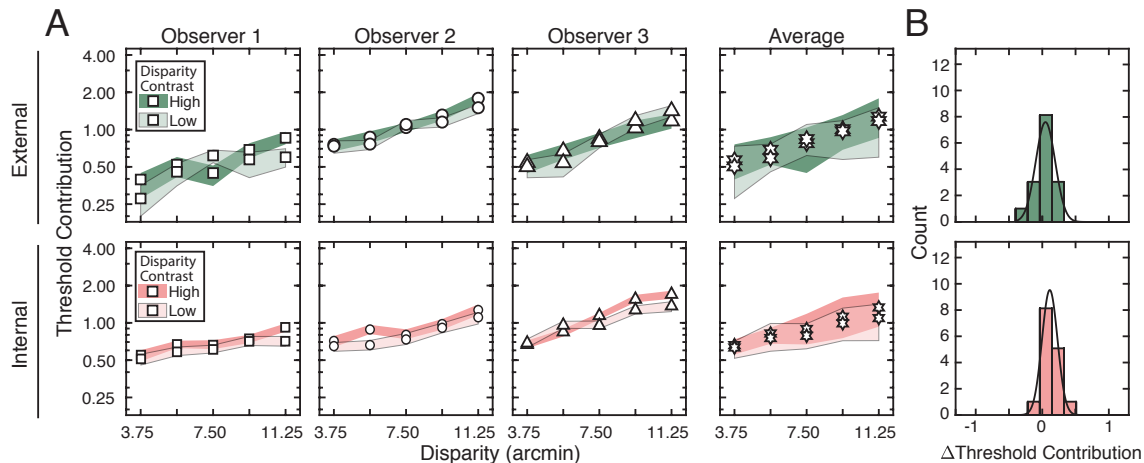 A
B
Observer 1
Observer 2
Observer 3
Average
External
Internal
Threshold Contribution
4.00
2.00
1.00
0.50
0.25
Disparity
Contrast
High
Low
4.00
2.00
1.00
0.50
0.25
Disparity
Contrast
High
Low
3.75 7.50 11.25
3.75 7.50 11.25
3.75 7.50 11.25
3.75 7.50 11.25
Disparity (arcmin)
Count
12
10
8
6
4
2
0
12
10
8
6
4
2
0
-1 0 1
ΔThreshold Contribution